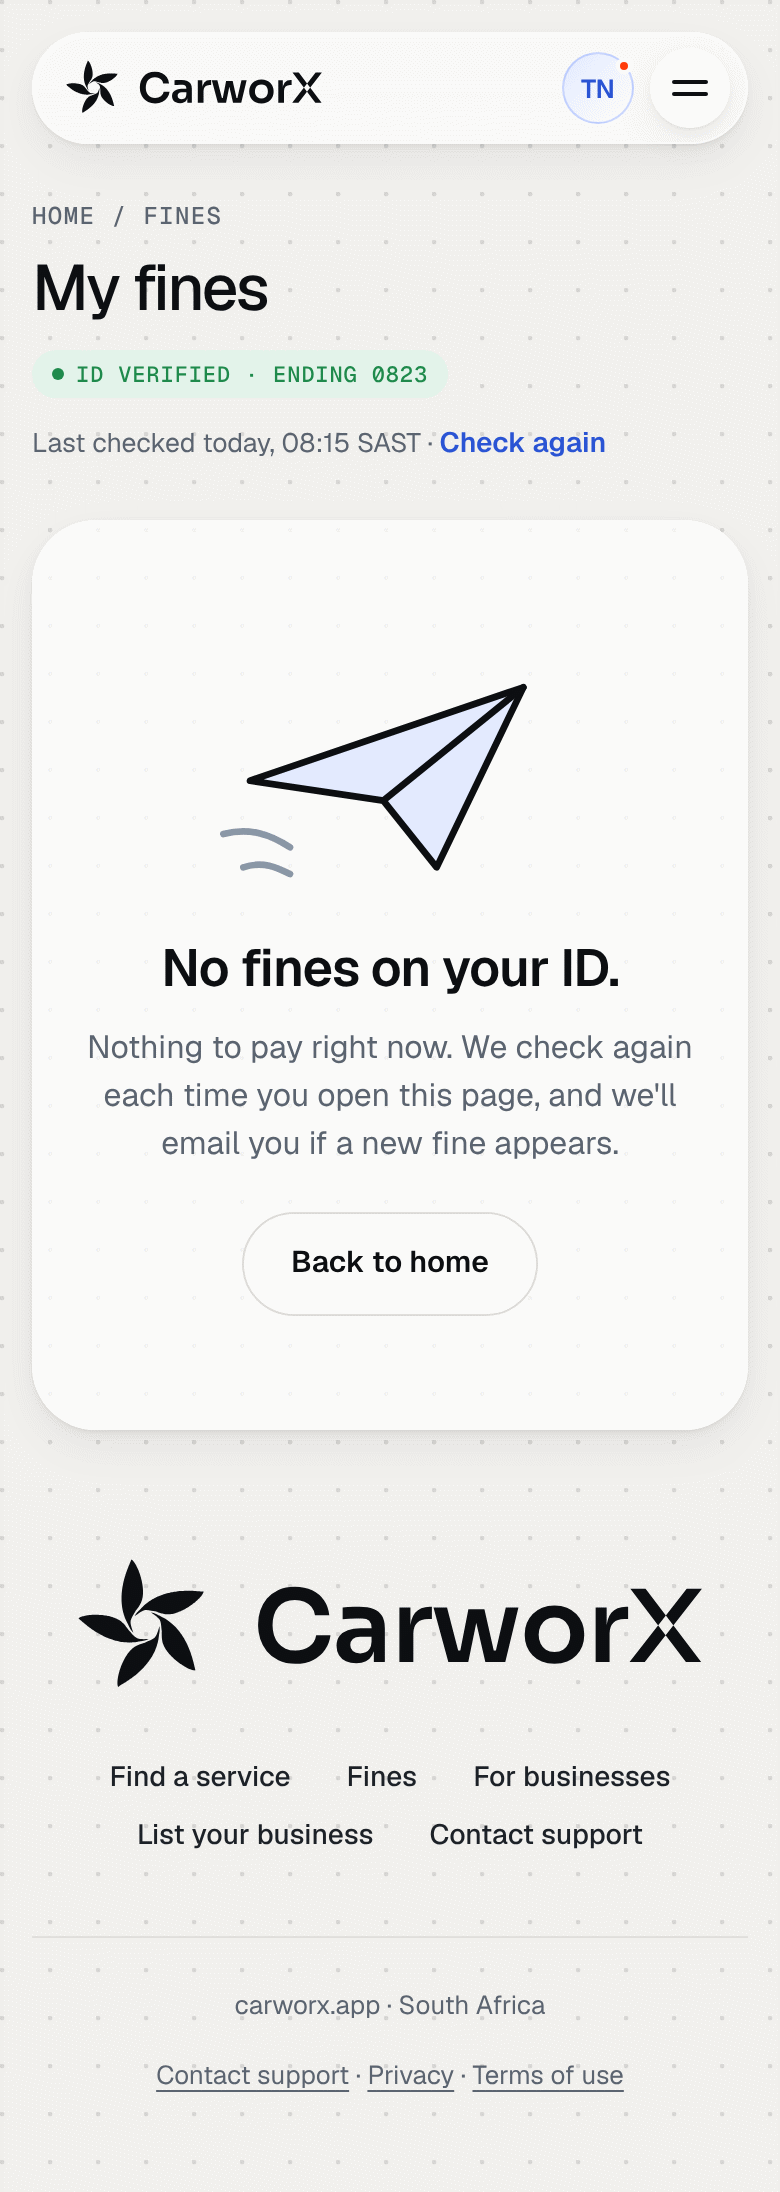 CarworX
TN
HOME / FINES
My fines
ID VERIFIED · ENDING 0823
Last checked today, 08:15 SAST · Check again
No fines on your ID.
Nothing to pay right now. We check again
each time you open this page, and we'll
email you if a new fine appears.
Back to home
CarworX
Find a service Fines For businesses
List your business Contact support
carworx.app · South Africa
Contact support · Privacy · Terms of use